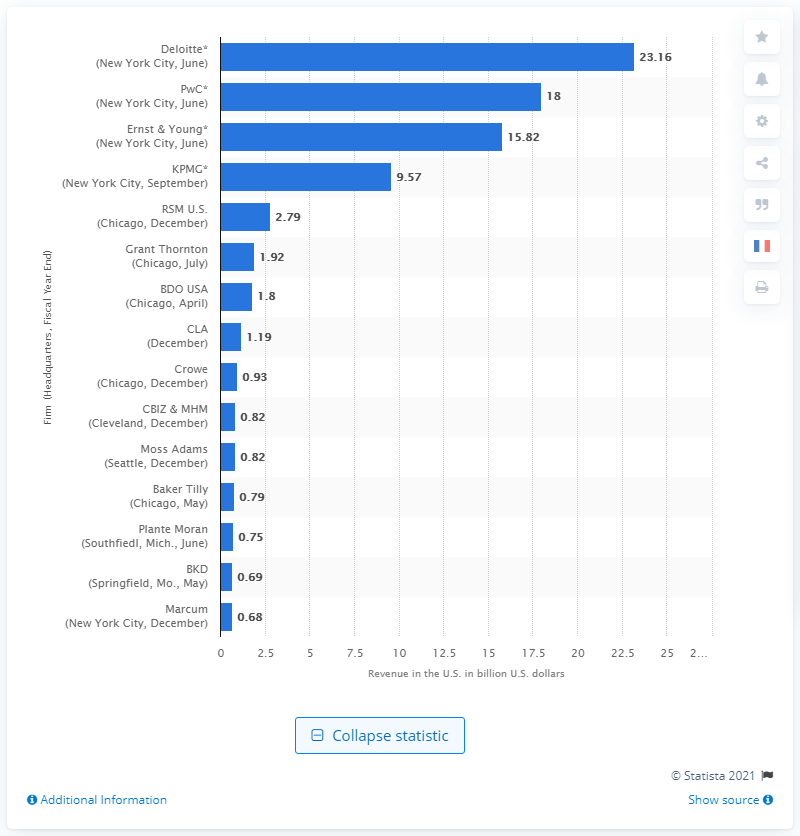 Deloitte*
(New York City, June)
23.16
PwC*
(New York City, June)
18
Ernst & Young*
(New York City, June)
15.82
KPMG*
(New York City, September)
9.57
RSM U.S.
(Chicago, December)
2.79
Grant Thornton
(Chicago, July)
1.92
BDO USA
(Chicago, April)
1.8
CLA
(December)
1.19
Crowe
(Chicago, December)
0.93
CBIZ & MHM
(Cleveland, December)
0.82
Moss Adams
(Seattle, December)
0.82
Baker Tilly
(Chicago, May)
0.79
Plante Moran
(Southfiedl, Mich., June)
0.75
BKD
(Springfield, Mo., May)
0.69
Marcum
(New York City, December)
0.68
Firm (Headquarters, Fiscal Year End)
0 2.5 5 7.5 10 12.5 15 17.5 20 22.5 25 2...
Revenue in the U.S. in billion U.S. dollars
Collapse statistic
© Statista 2021
Additional Information
Show source